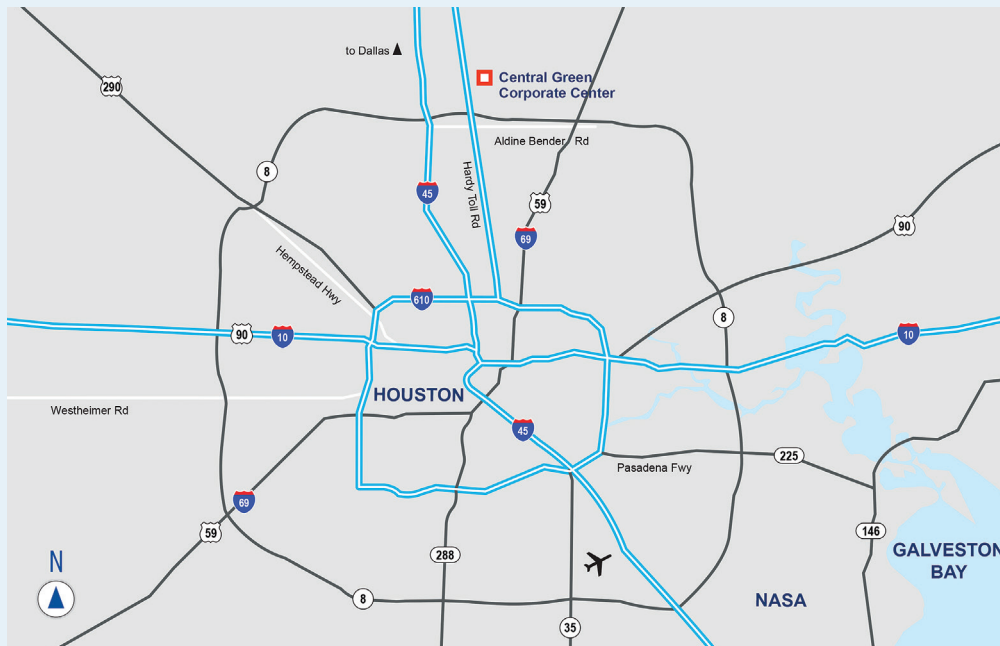 to Dallas
290
Central Green
Corporate Center
Aldine Bender Rd
8
45
Hardy Toll Rd
59
69
90
Hempstead Hwy
610
8
90
10
10
HOUSTON
Westheimer Rd
45
225
Pasadena Fwy
69
59
146
288
GALVESTON
BAY
N
8
NASA
35